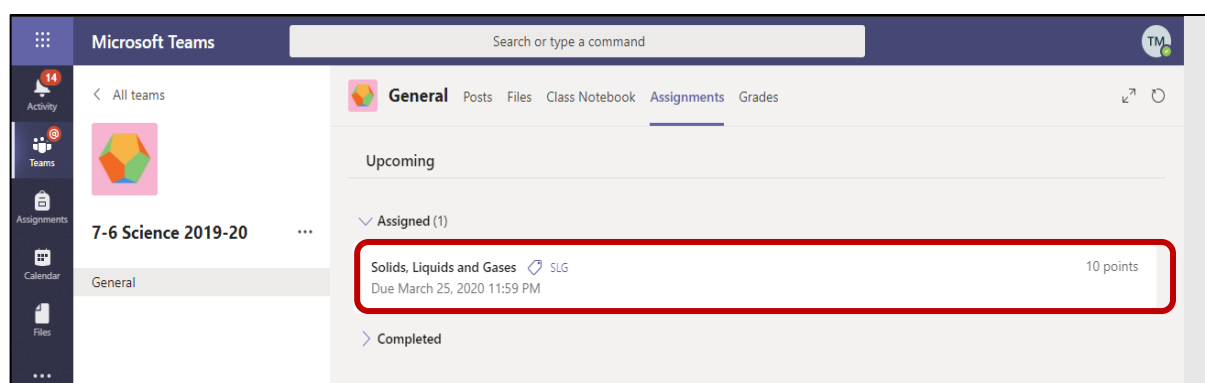 Microsoft Teams
Search or type a command
TM
14
Activity
@
Teams
Assignments
Calendar
Files
All teams
7-6 Science 2019-20
General
General Posts Files Class Notebook Assignments Grades
Upcoming
Assigned (1)
Solids, Liquids and Gases SLG 10 points
Due March 25, 2020 11:59 PM
Completed